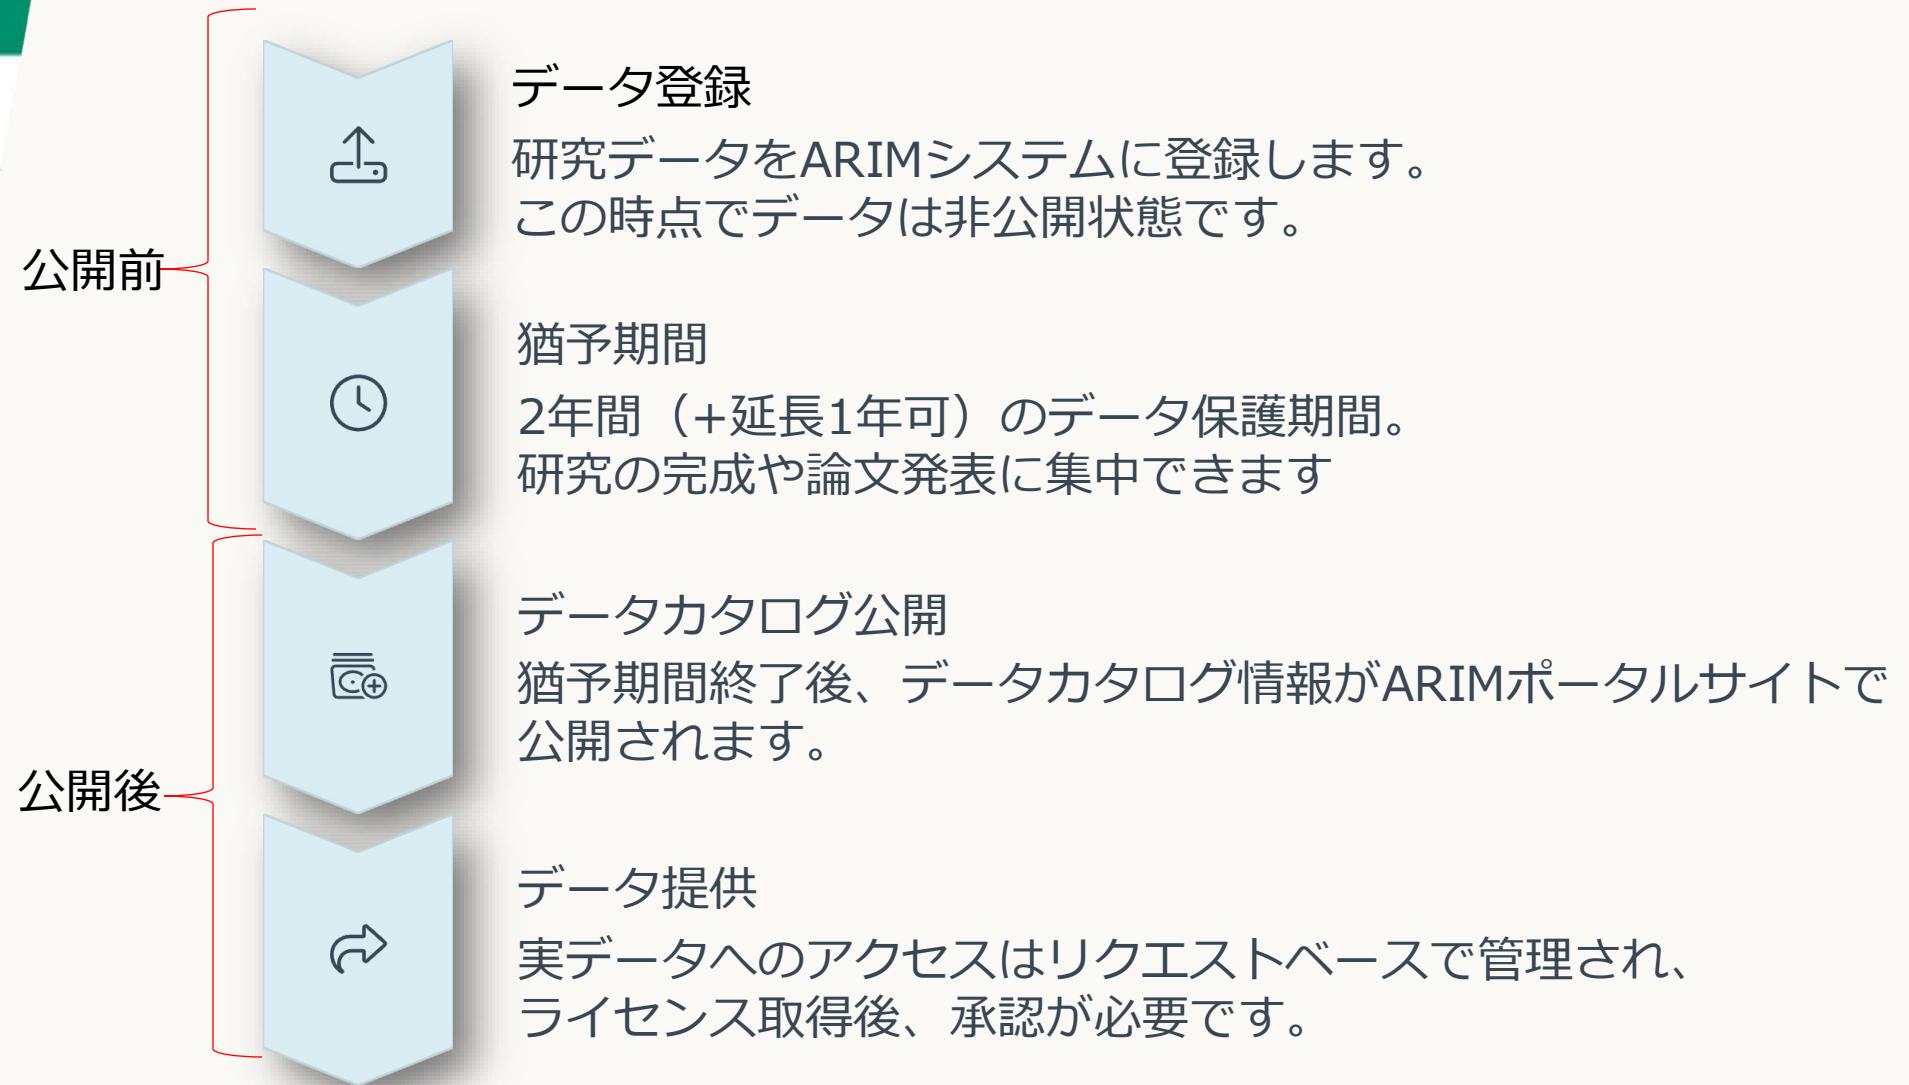 公開前
データ登録
研究データをARIMシステムに登録します。
この時点でデータは非公開状態です。
猶予期間
2年間（+延長1年可）のデータ保護期間。
研究の完成や論文発表に集中できます
公開後
データカタログ公開
猶予期間終了後、データカタログ情報がARIMポータルサイトで
公開されます。
データ提供
実データへのアクセスはリクエストベースで管理され、
ライセンス取得後、承認が必要です。